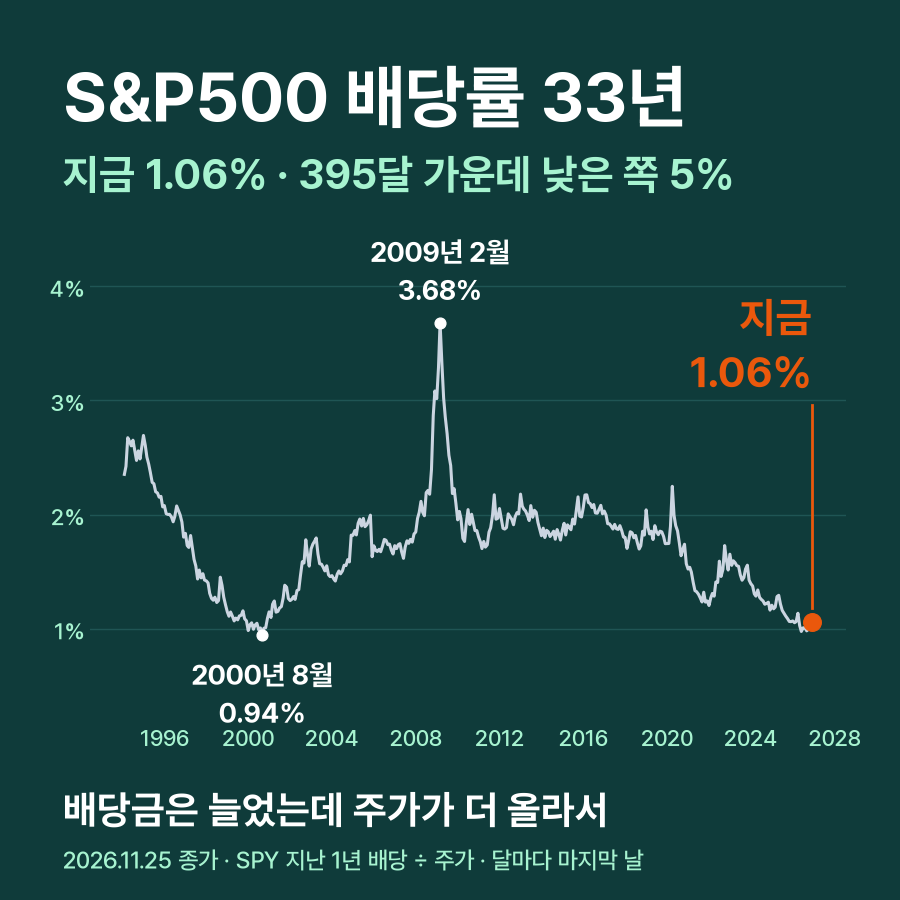 S&P500 배당률 33년
지금 1.06% · 395달 가운데 낮은 쪽 5%
2009년 2월
3.68%
4%
지금
1.06%
3%
2%
1%
2000년 8월
0.94%
1996 2000 2004 2008 2012 2016 2020 2024 2028
배당금은 늘었는데 주가가 더 올라서
2026.11.25 종가 · SPY 지난 1년 배당 ÷ 주가 · 달마다 마지막 날